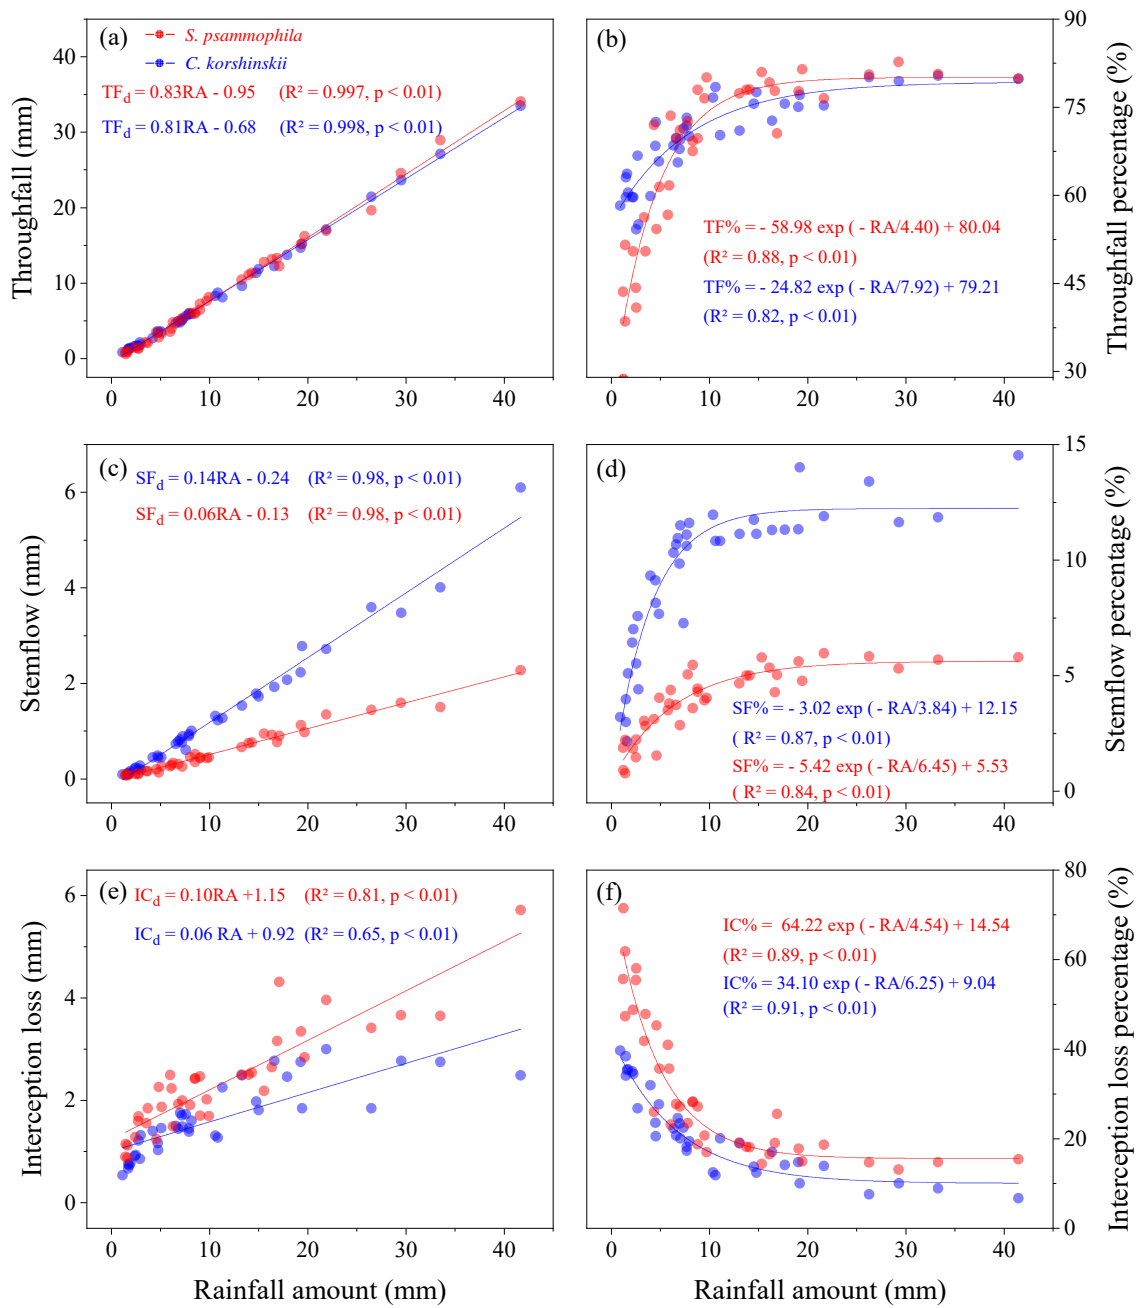 (a)
S. psammophila
C. korshinskii
TF_d = 0.83RA - 0.95 (R² = 0.997, p < 0.01)
TF_d = 0.81RA - 0.68 (R² = 0.998, p < 0.01)
40
30
20
10
0
Throughfall (mm)
0 10 20 30 40
(b)
TF% = - 58.98 exp ( - RA/4.40) + 80.04
(R² = 0.88, p < 0.01)
TF% = - 24.82 exp ( - RA/7.92) + 79.21
(R² = 0.82, p < 0.01)
90
75
60
45
30
Throughfall percentage (%)
0 10 20 30 40
(c)
SF_d = 0.14RA - 0.24 (R² = 0.98, p < 0.01)
SF_d = 0.06RA - 0.13 (R² = 0.98, p < 0.01)
6
4
2
0
Stemflow (mm)
0 10 20 30 40
(d)
SF% = - 3.02 exp ( - RA/3.84) + 12.15
( R² = 0.87, p < 0.01)
SF% = - 5.42 exp ( - RA/6.45) + 5.53
( R² = 0.84, p < 0.01)
15
10
5
0
Stemflow percentage (%)
0 10 20 30 40
(e)
IC_d = 0.10RA +1.15 (R² = 0.81, p < 0.01)
IC_d = 0.06 RA + 0.92 (R² = 0.65, p < 0.01)
6
4
2
0
Interception loss (mm)
0 10 20 30 40
Rainfall amount (mm)
(f)
IC% = 64.22 exp ( - RA/4.54) + 14.54
(R² = 0.89, p < 0.01)
IC% = 34.10 exp ( - RA/6.25) + 9.04
(R² = 0.91, p < 0.01)
80
60
40
20
0
Interception loss percentage (%)
0 10 20 30 40
Rainfall amount (mm)